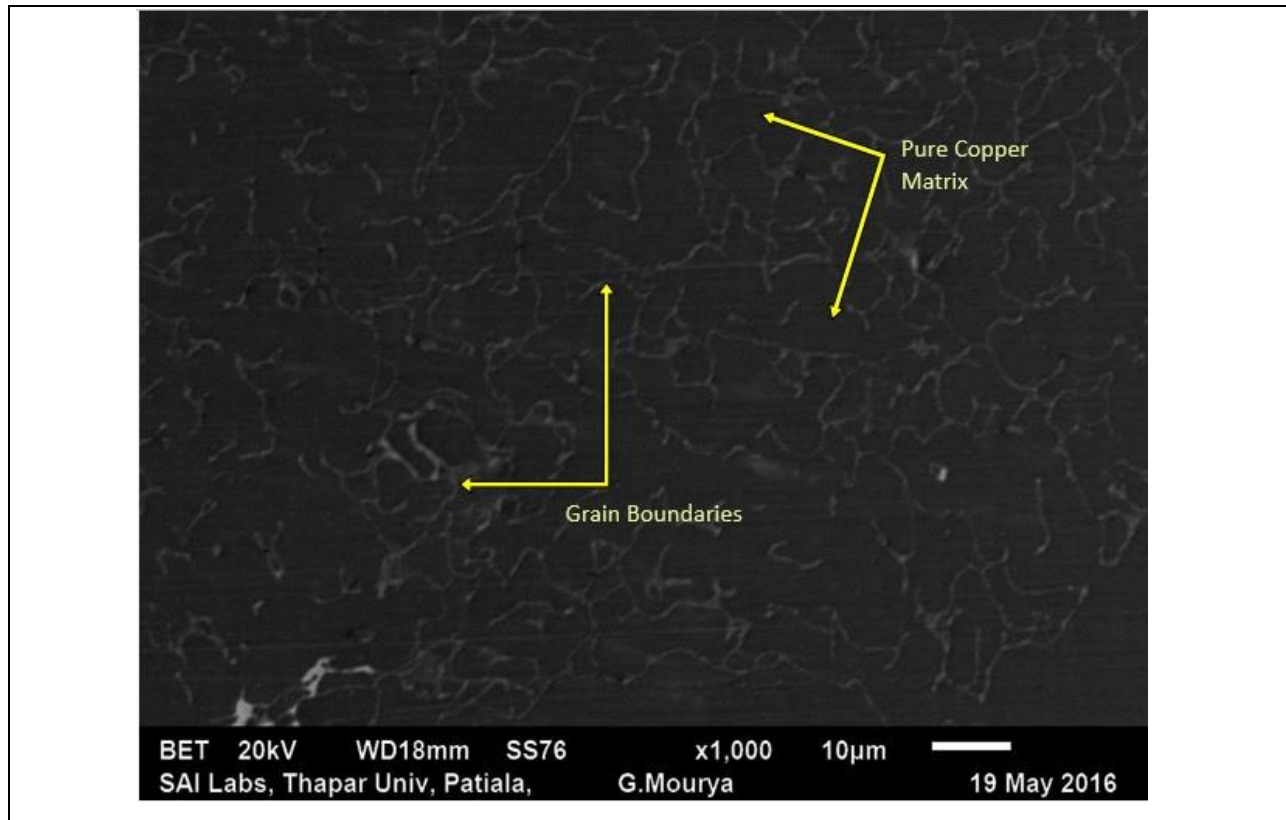 Pure Copper
Matrix
Grain Boundaries
BET 20kV WD18mm SS76 x1,000 10µm
SAI Labs, Thapar Univ, Patiala, G.Mourya 19 May 2016